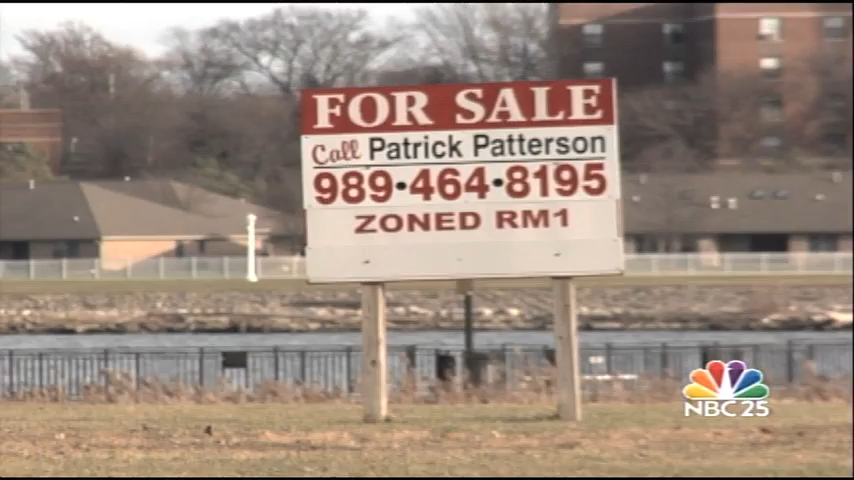 FOR SALE
Call Patrick Patterson
989•464•8195
ZONED RM1
NBC 25